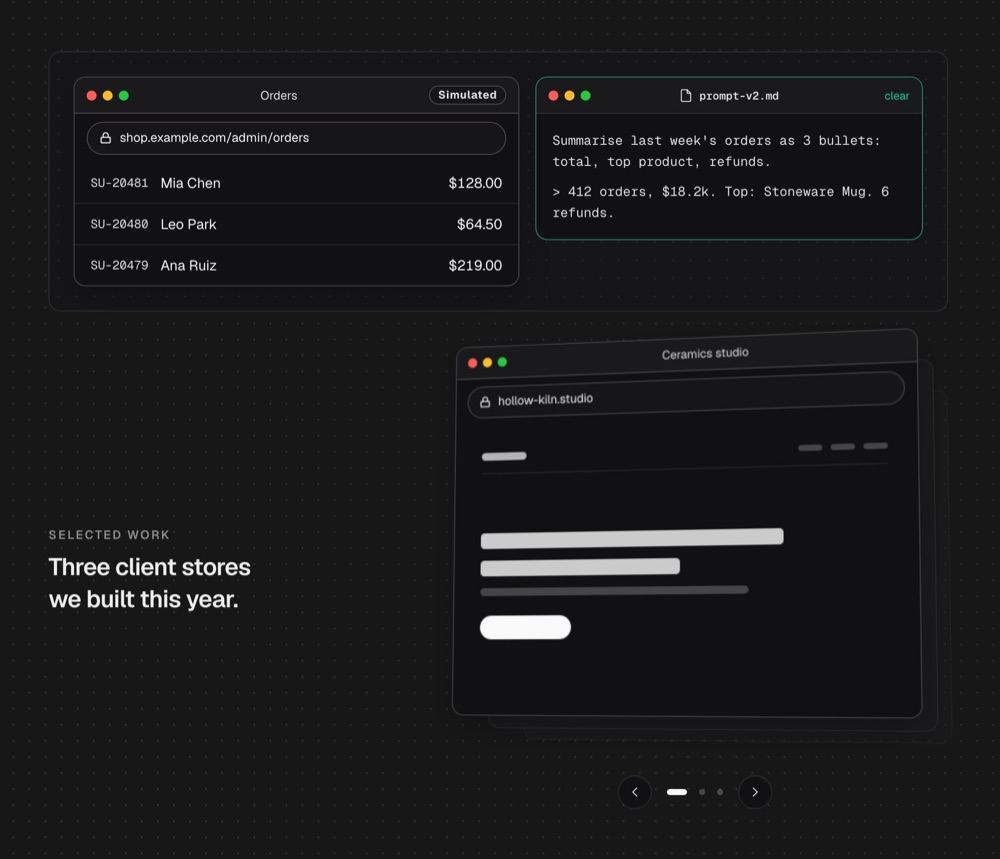 Orders
Simulated
shop.example.com/admin/orders
SU-20481 Mia Chen $128.00
SU-20480 Leo Park $64.50
SU-20479 Ana Ruiz $219.00
prompt-v2.md
clear
Summarise last week's orders as 3 bullets:
total, top product, refunds.
> 412 orders, $18.2k. Top: Stoneware Mug. 6
refunds.
Ceramics studio
hollow-kiln.studio
SELECTED WORK
Three client stores
we built this year.